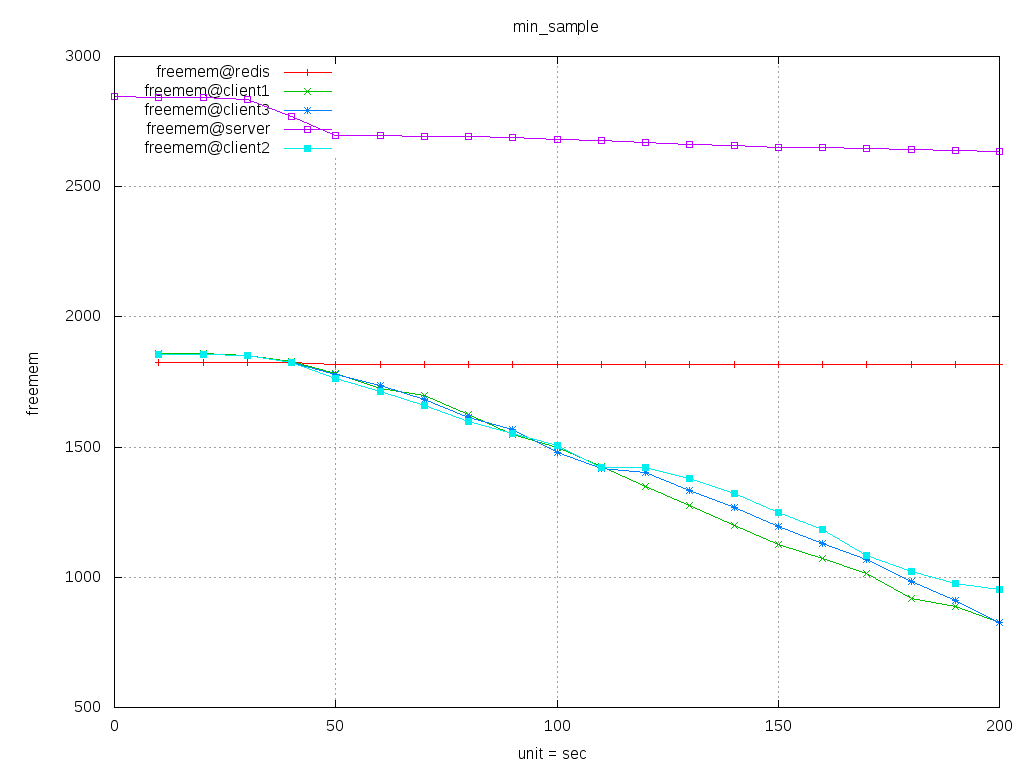 min_sample
3000
freemem@redis
freemem@client1
freemem@client3
freemem@server
freemem@client2
2500
2000
freemem
1500
1000
500
0 50 100 150 200
unit = sec